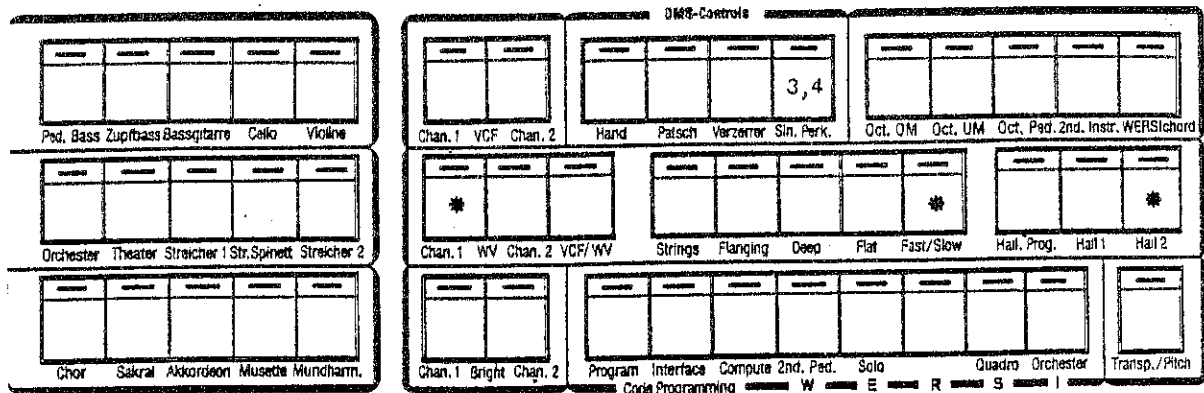 DMS-Controls
3,4
Ped. Bass Zupfbass Bassgitarre Cello Violine
Chan. 1 VCF Chan. 2
Hand Patsch Verzerrer Sin. Perk.
Oct. OM Oct. UM Oct. Ped. 2nd. Instr. WERSIchord
* * *
Orchester Theater Streicher 1 Str.Spinett Streicher 2
Chan. 1 WV Chan. 2 VCF/WV
Strings Flanging Deep Flat Fast/Slow
Hall. Prog. Hall 1 Hall 2
Chor Sakral Akkordeon Musette Mundharm.
Chan. 1 Bright Chan. 2
Program Interface Compute 2nd. Ped. Solo Quadro Orchester
Transp./Pitch
Code Programming W E R S I